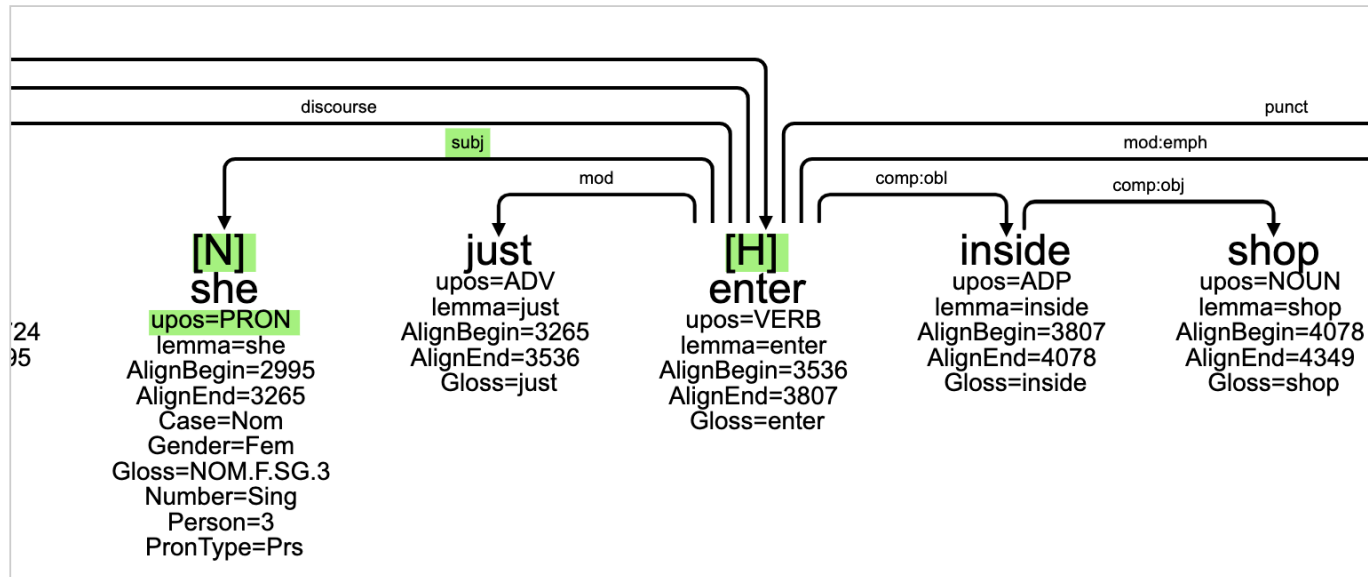 discourse
punct
subj
mod:emph
mod
comp:obl
comp:obj
[N]
she
upos=PRON
lemma=she
AlignBegin=2995
AlignEnd=3265
Case=Nom
Gender=Fem
Gloss=NOM.F.SG.3
Number=Sing
Person=3
PronType=Prs
just
upos=ADV
lemma=just
AlignBegin=3265
AlignEnd=3536
Gloss=just
[H]
enter
upos=VERB
lemma=enter
AlignBegin=3536
AlignEnd=3807
Gloss=enter
inside
upos=ADP
lemma=inside
AlignBegin=3807
AlignEnd=4078
Gloss=inside
shop
upos=NOUN
lemma=shop
AlignBegin=4078
AlignEnd=4349
Gloss=shop